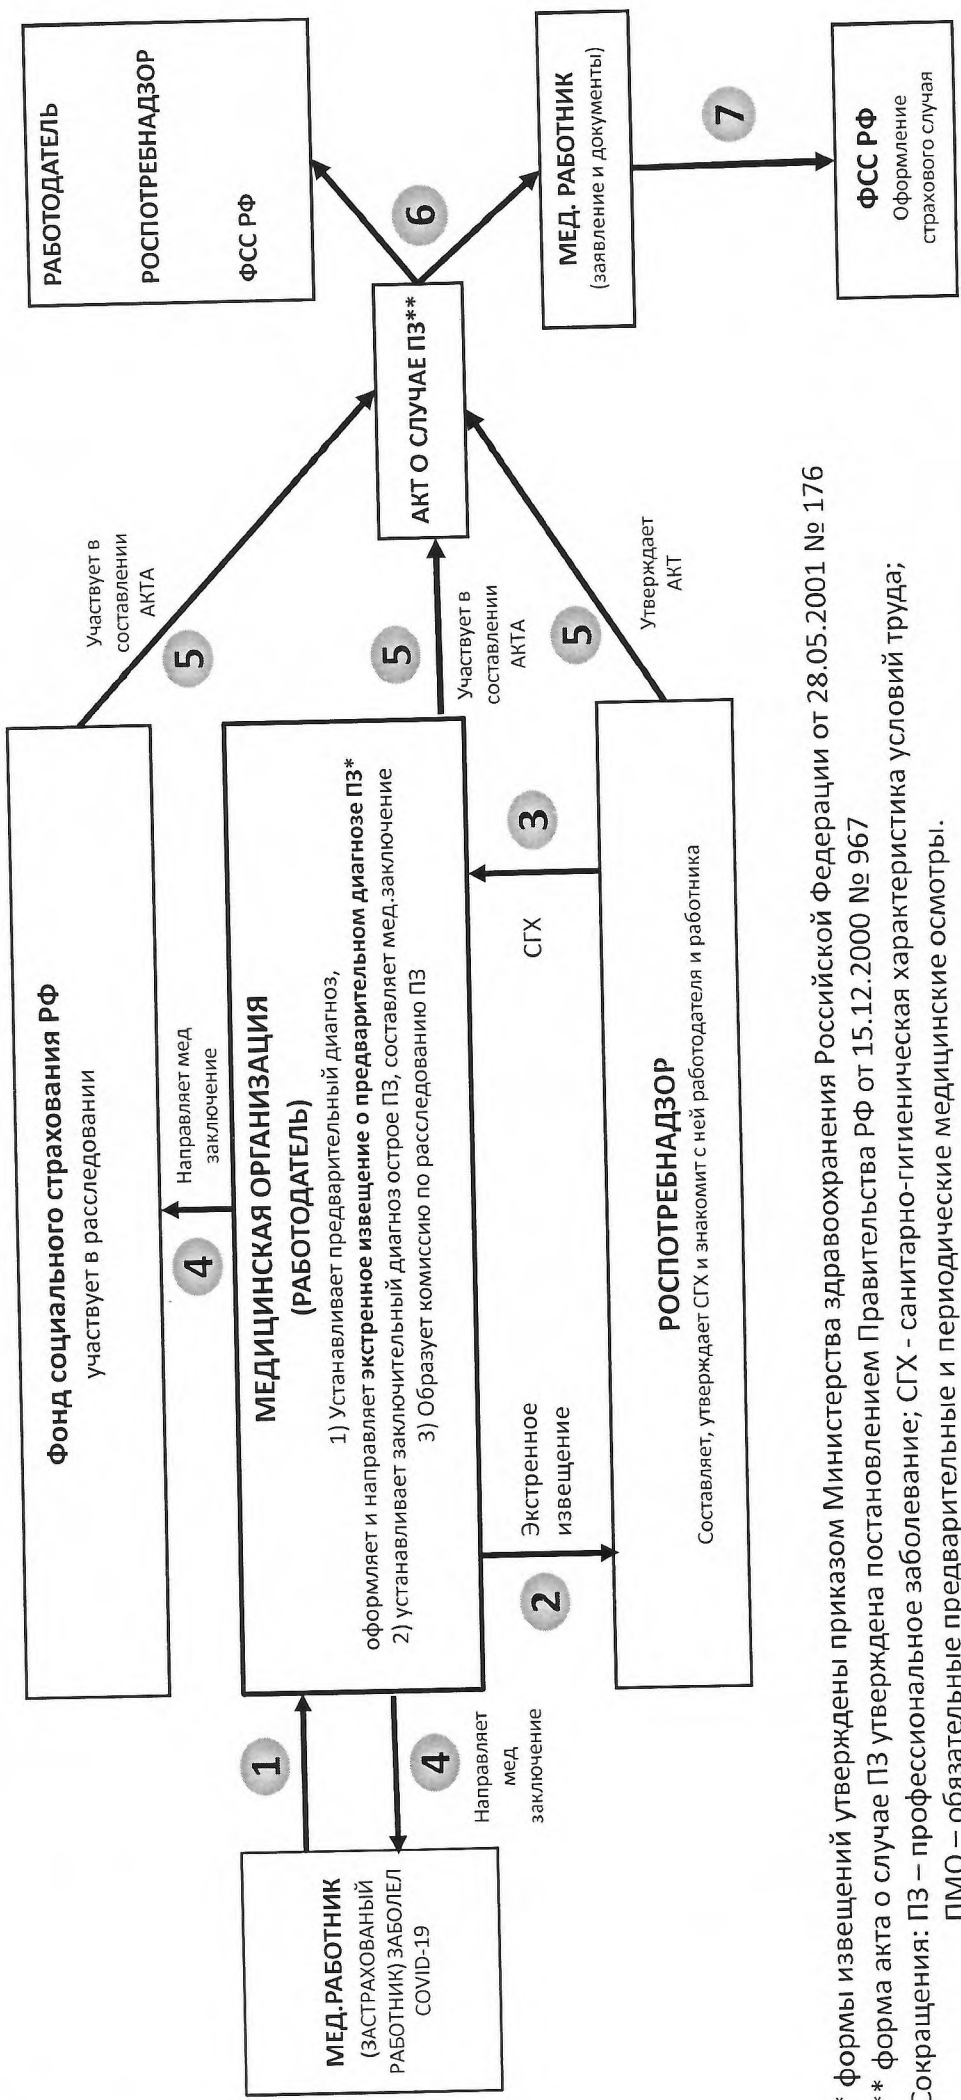 Фонд социального страхования РФ
участвует в расследовании
4
Направляет мед
заключение
МЕД.РАБОТНИК
(ЗАСТРАХОВАНЫЙ
РАБОТНИК) ЗАБОЛЕЛ
COVID-19
1
4
Направляет
мед
заключение
МЕДИЦИНСКАЯ ОРГАНИЗАЦИЯ
(РАБОТОДАТЕЛЬ)
1) Устанавливает предварительный диагноз,
оформляет и направляет экстренное извещение о предварительном диагнозе ПЗ*
2) устанавливает заключительный диагноз острое ПЗ, составляет мед.заключение
3) Образует комиссию по расследованию ПЗ
2
Экстренное
извещение
СГХ
3
РОСПОТРЕБНАДЗОР
Составляет, утверждает СГХ и знакомит с ней работодателя и работника
5
Участвует в
составлении
АКТА
5
Участвует в
составлении
АКТА
5
Утверждает
АКТ
АКТ О СЛУЧАЕ ПЗ**
6
РАБОТОДАТЕЛЬ
РОСПОТРЕБНАДЗОР
ФСС РФ
МЕД. РАБОТНИК
(заявление и документы)
7
ФСС РФ
Оформление
страхового случая
* формы извещений утверждены приказом Министерства здравоохранения Российской Федерации от 28.05.2001 № 176
** форма акта о случае ПЗ утверждена постановлением Правительства РФ от 15.12.2000 № 967
Сокращения: ПЗ – профессиональное заболевание; СГХ - санитарно-гигиеническая характеристика условий труда;
ПМО – обязательные предварительные и периодические медицинские осмотры.